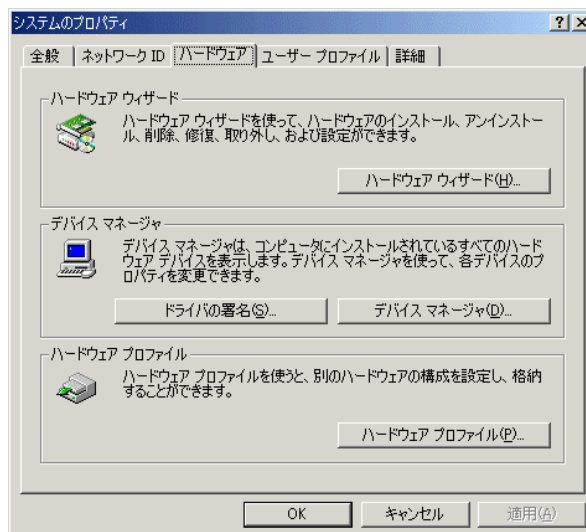 システムのプロパティ
全般
ネットワーク ID
ハードウェア
ユーザー プロファイル
詳細
ハードウェア ウィザード
ハードウェア ウィザードを使って、ハードウェアのインストール、アンインストー
ル、削除、修復、取り外し、および設定ができます。
ハードウェア ウィザード(H)...
デバイス マネージャ
デバイス マネージャは、コンピュータにインストールされているすべてのハード
ウェア デバイスを表示します。デバイス マネージャを使って、各デバイスのプ
ロパティを変更できます。
ドライバの署名(S)...
デバイス マネージャ(D)...
ハードウェア プロファイル
ハードウェア プロファイルを使うと、別のハードウェアの構成を設定し、格納
することができます。
ハードウェア プロファイル(P)...
OK
キャンセル
適用(A)